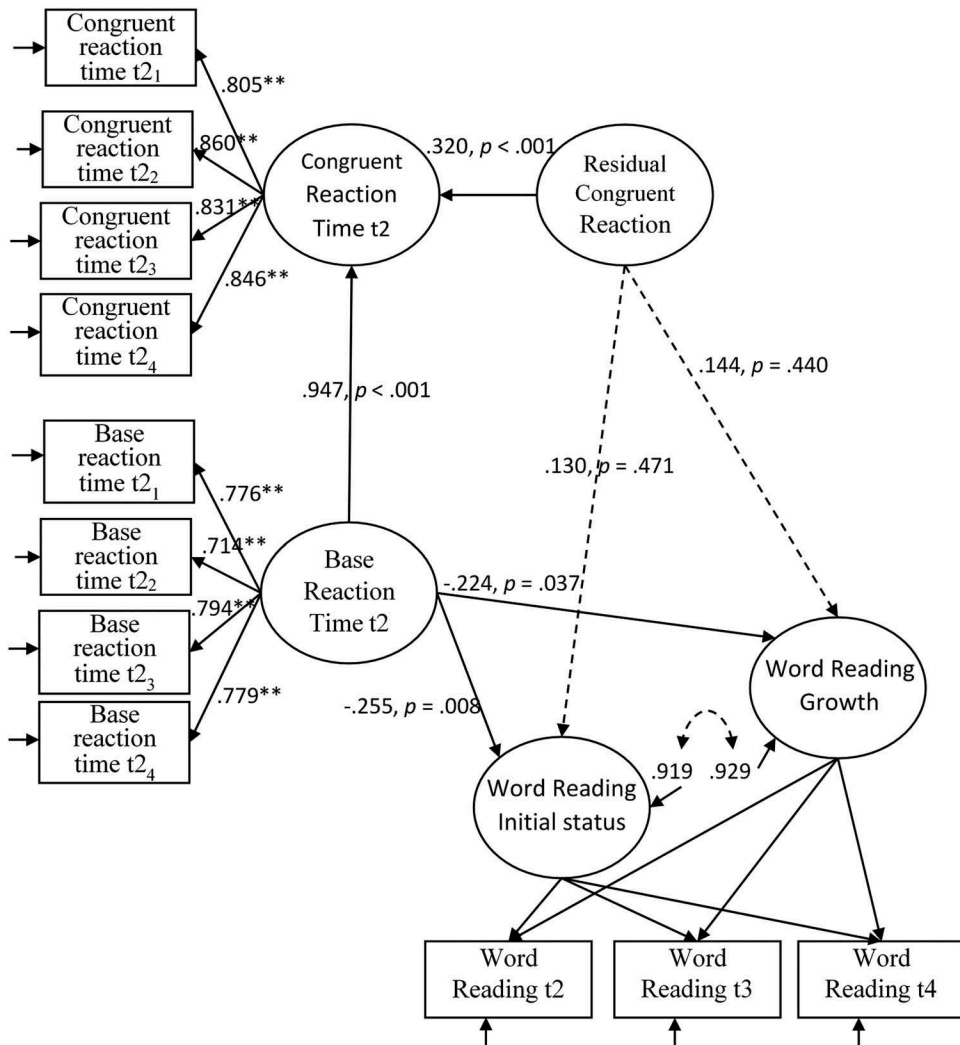 Congruent
reaction
time t2₁
Congruent
reaction
time t2₂
Congruent
reaction
time t2₃
Congruent
reaction
time t2₄
.805**
.860**
.831**
.846**
Congruent
Reaction
Time t2
.320, p < .001
Residual
Congruent
Reaction
.144, p = .440
.947, p < .001
.130, p = .471
Base
reaction
time t2₁
Base
reaction
time t2₂
Base
reaction
time t2₃
Base
reaction
time t2₄
.776**
.714**
.794**
.779**
Base
Reaction
Time t2
-.224, p = .037
-.255, p = .008
Word Reading
Growth
.919 .929
Word Reading
Initial status
Word
Reading t2
Word
Reading t3
Word
Reading t4